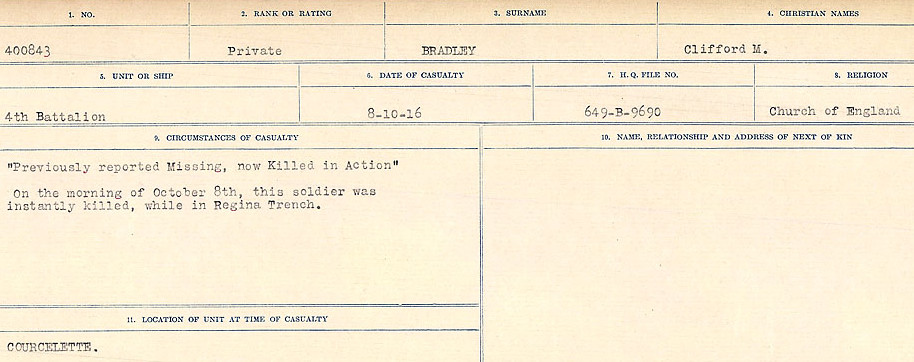 1. NO.
2. RANK OR RATING
3. SURNAME
4. CHRISTIAN NAMES
400843
Private
BRADLEY
Clifford M.
5. UNIT OR SHIP
6. DATE OF CASUALTY
7. H. Q. FILE NO.
8. RELIGION
4th Battalion
8-10-16
649-B-9690
Church of England
9. CIRCUMSTANCES OF CASUALTY
10. NAME, RELATIONSHIP AND ADDRESS OF NEXT OF KIN
"Previously reported Missing, now Killed in Action"
On the morning of October 8th, this soldier was
instantly killed, while in Regina Trench.
11. LOCATION OF UNIT AT TIME OF CASUALTY
COURCELETTE.